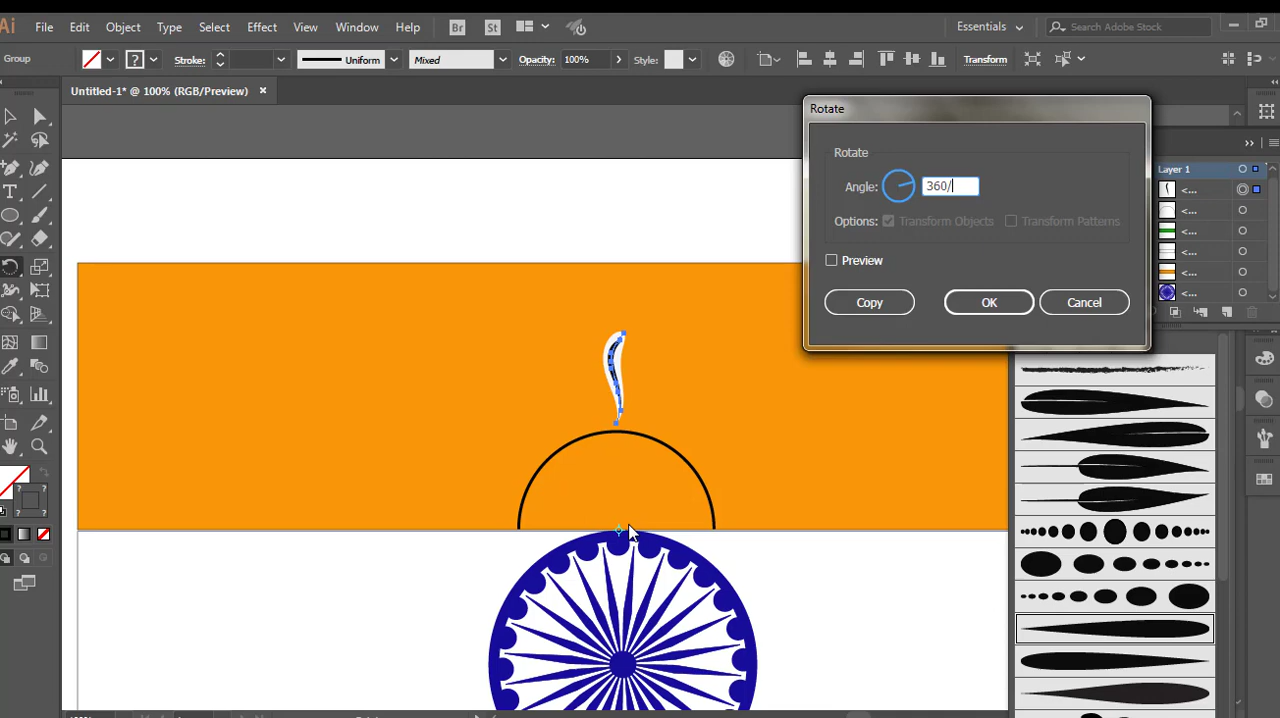 Ai File Edit Object Type Select Effect View Window Help Br St Essentials Search Adobe Stock
Group ? Stroke: Uniform Mixed Opacity: 100% Style: Transform
Untitled-1* @ 100% (RGB/Preview) ×
Rotate
Rotate
Angle: 360/
Options: Transform Objects Transform Patterns
Preview
Copy OK Cancel
Layer 1
<...
<...
<...
<...
<...
<...
T
? ?